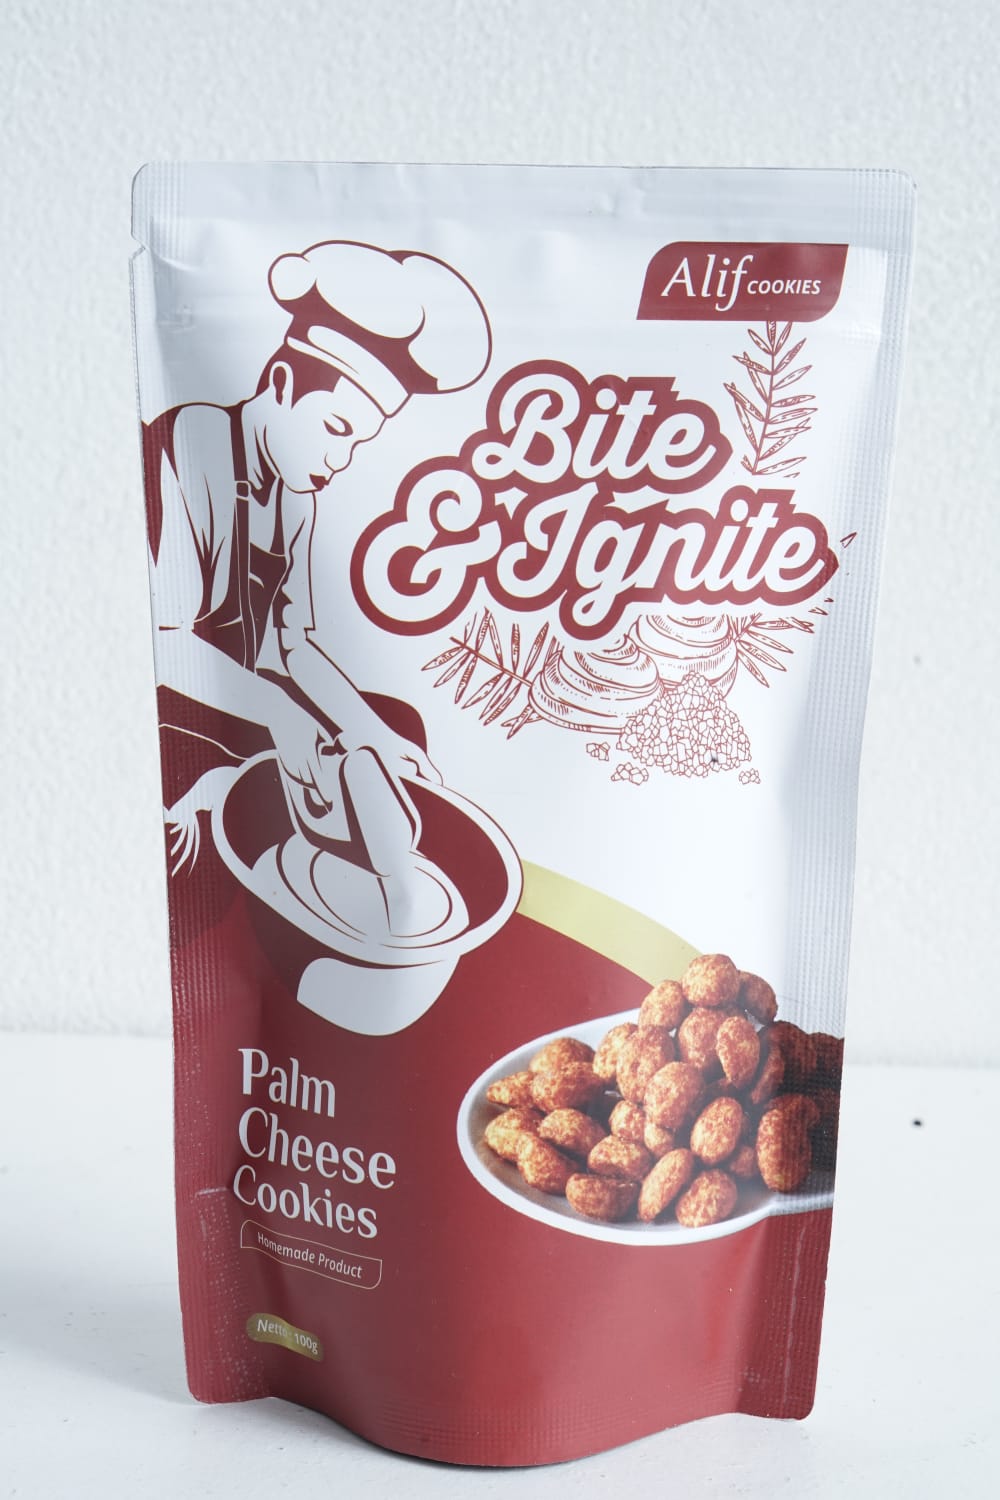 Alif COOKIES
Bite
& Ignite
Palm
Cheese
Cookies
Homemade Product
Netto : 100g